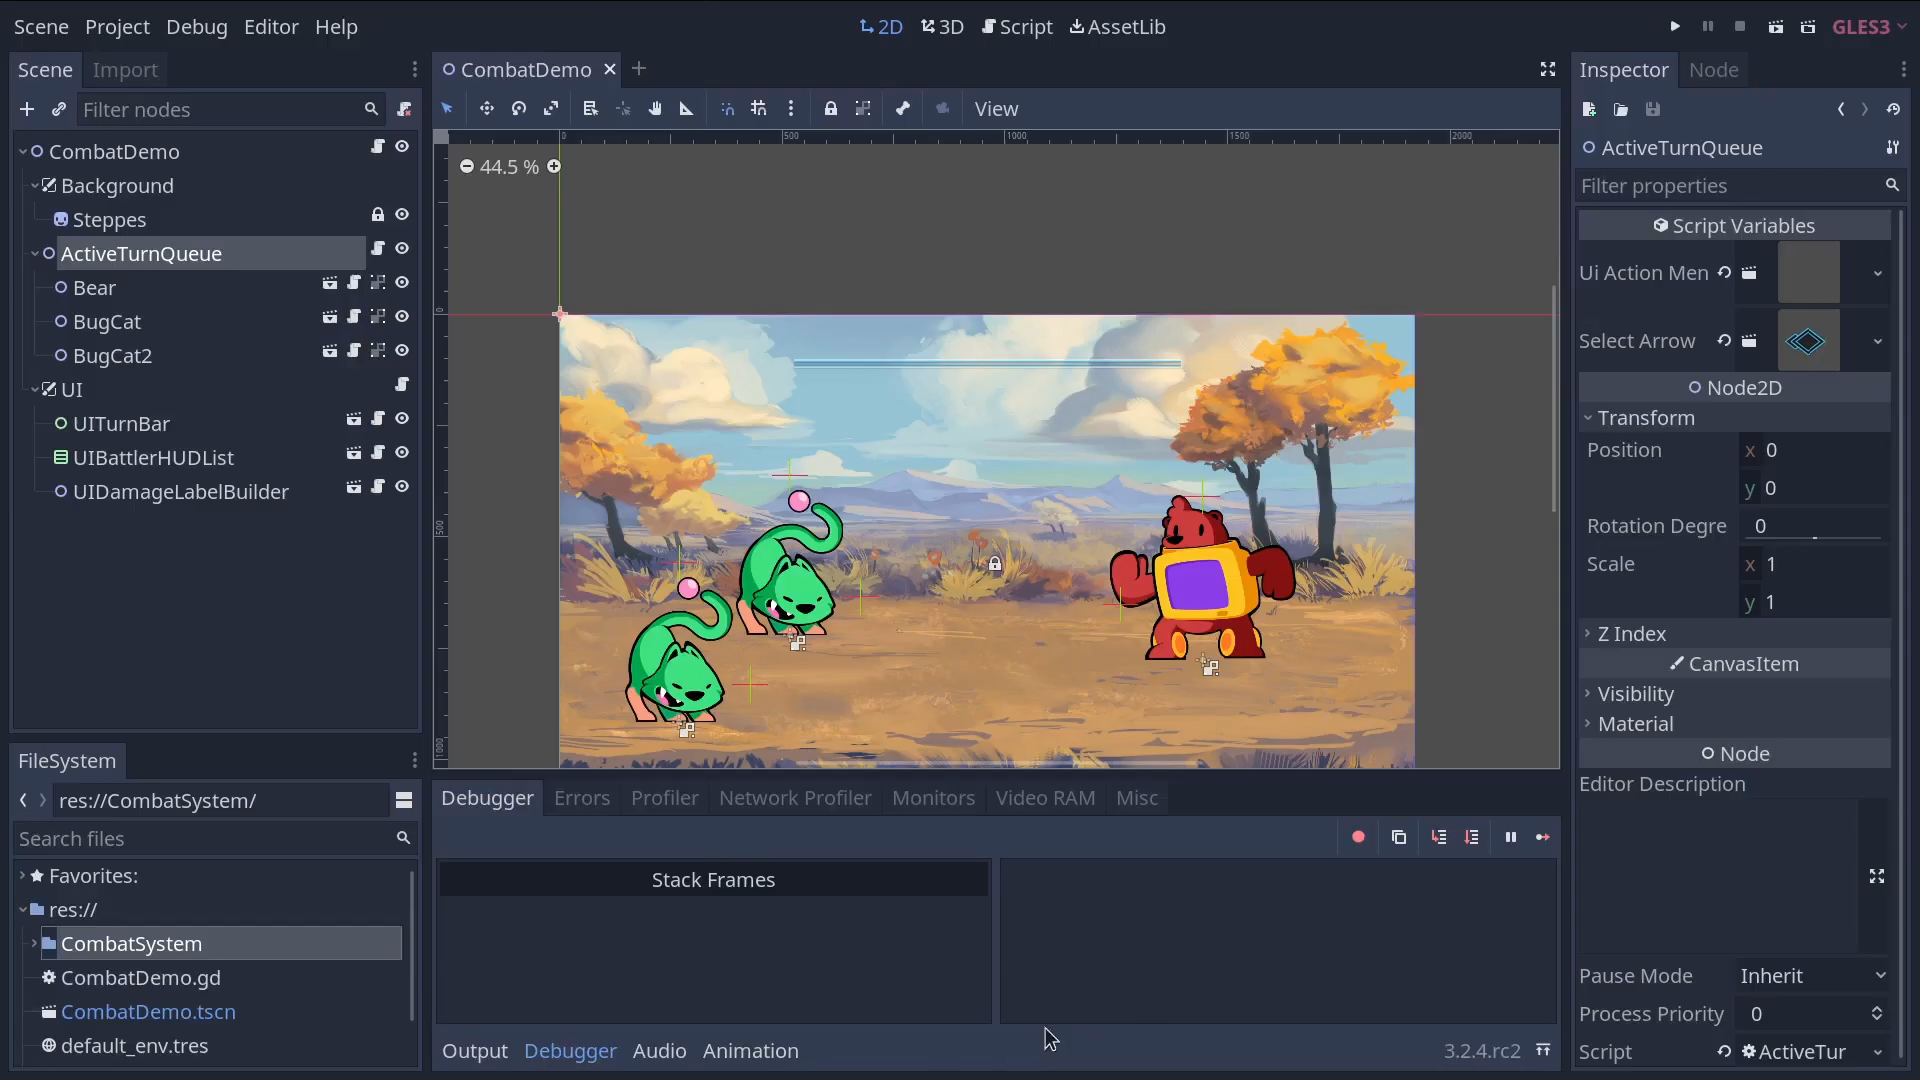 Scene Project Debug Editor Help
2D 3D Script AssetLib
GLES3
Scene Import
Filter nodes
CombatDemo
Background
Steppes
ActiveTurnQueue
Bear
BugCat
BugCat2
UI
UITurnBar
UIBattlerHUDList
UIDamageLabelBuilder
FileSystem
res://CombatSystem/
Search files
Favorites:
res://
CombatSystem
CombatDemo.gd
CombatDemo.tscn
default_env.tres
CombatDemo
View
0 500 1000 1500 2000
44.5 %
0
500
1000
Debugger Errors Profiler Network Profiler Monitors Video RAM Misc
Stack Frames
Output Debugger Audio Animation
3.2.4.rc2
Inspector Node
ActiveTurnQueue
Filter properties
Script Variables
Ui Action Men
Select Arrow
Node2D
Transform
Position x 0
y 0
Rotation Degre 0
Scale x 1
y 1
Z Index
CanvasItem
Visibility
Material
Node
Editor Description
Pause Mode Inherit
Process Priority 0
Script ActiveTur